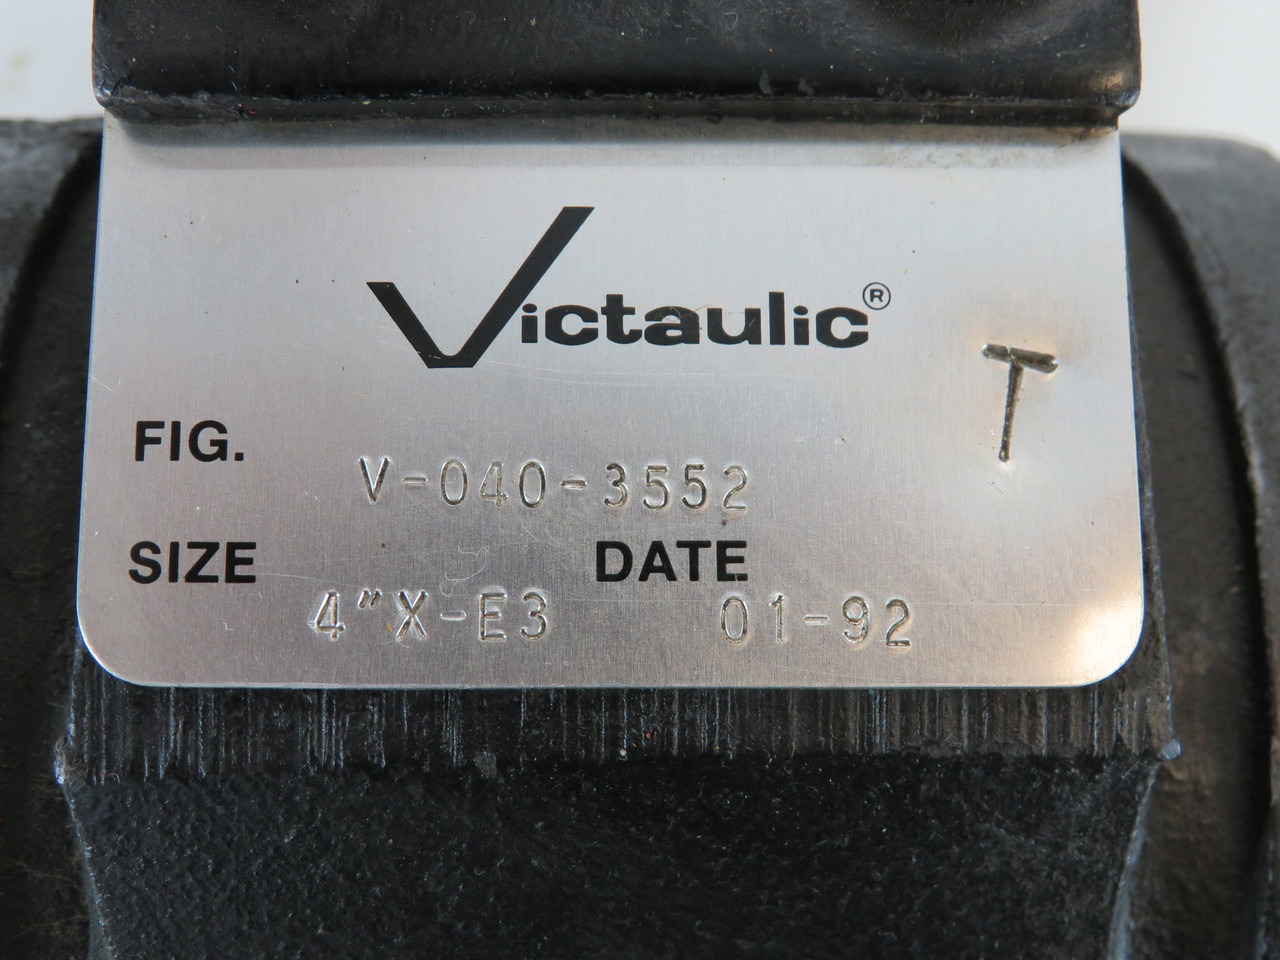 Victaulic®
T
FIG.
V-040-3552
SIZE DATE
4"X-E3 01-92